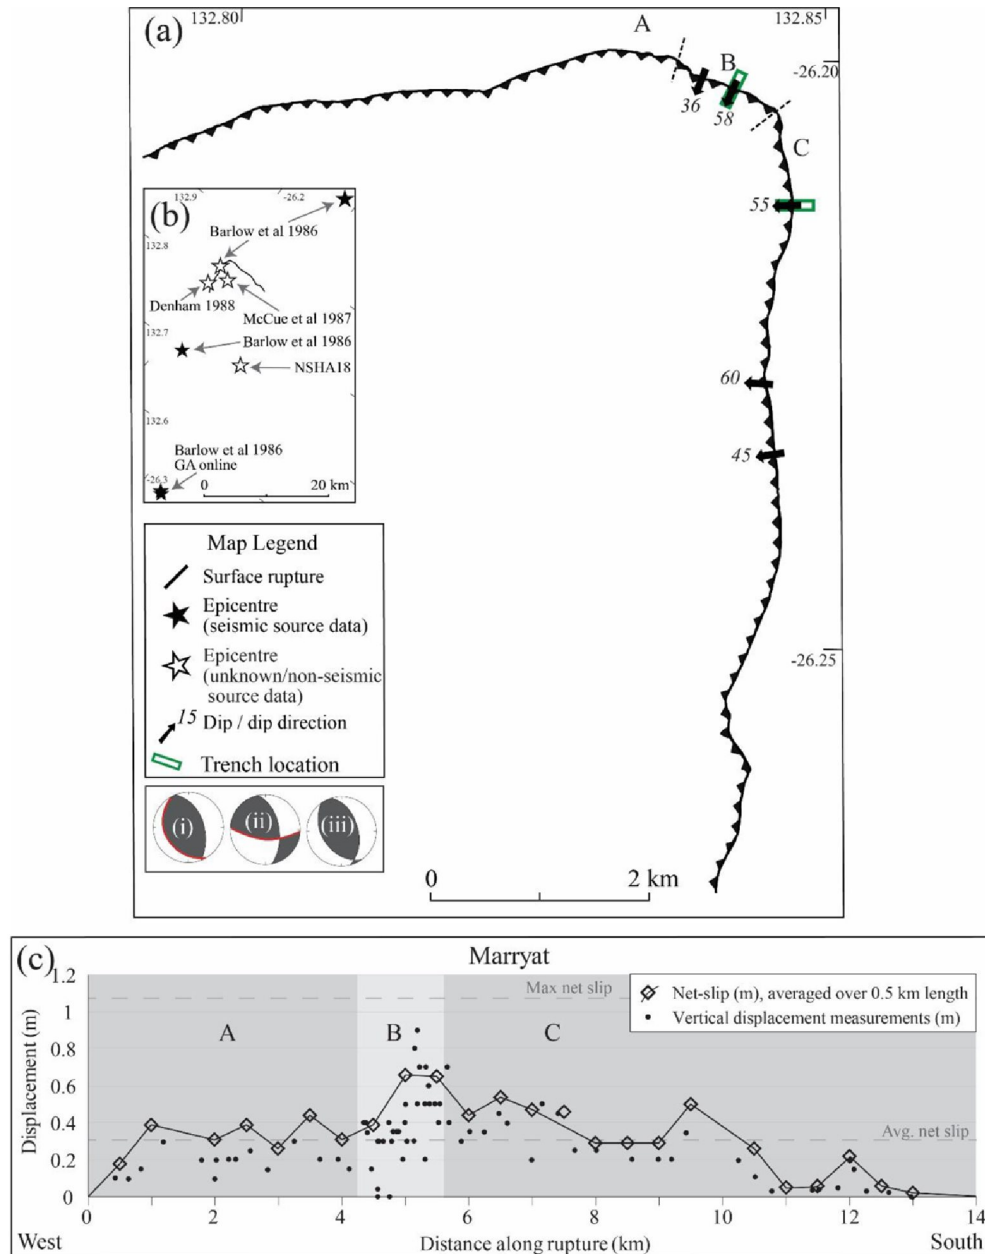 132.80
132.85
(a)
A
-26.20
B
36
58
C
55
60
45
-26.25
(b)
132.9
-26.2
Barlow et al 1986
132.8
Denham 1988
McCue et al 1987
132.7
Barlow et al 1986
NSHA18
132.6
Barlow et al 1986
GA online
-26.3
0
20 km
Map Legend
Surface rupture
Epicentre
(seismic source data)
Epicentre
(unknown/non-seismic
source data)
15 Dip / dip direction
Trench location
(i)
(ii)
(iii)
0
2 km
(c)
Marryat
1.2
1
0.8
0.6
0.4
0.2
0
Displacement (m)
Max net slip
Net-slip (m), averaged over 0.5 km length
Vertical displacement measurements (m)
A
B
C
Avg. net slip
0 2 4 6 8 10 12 14
West
Distance along rupture (km)
South